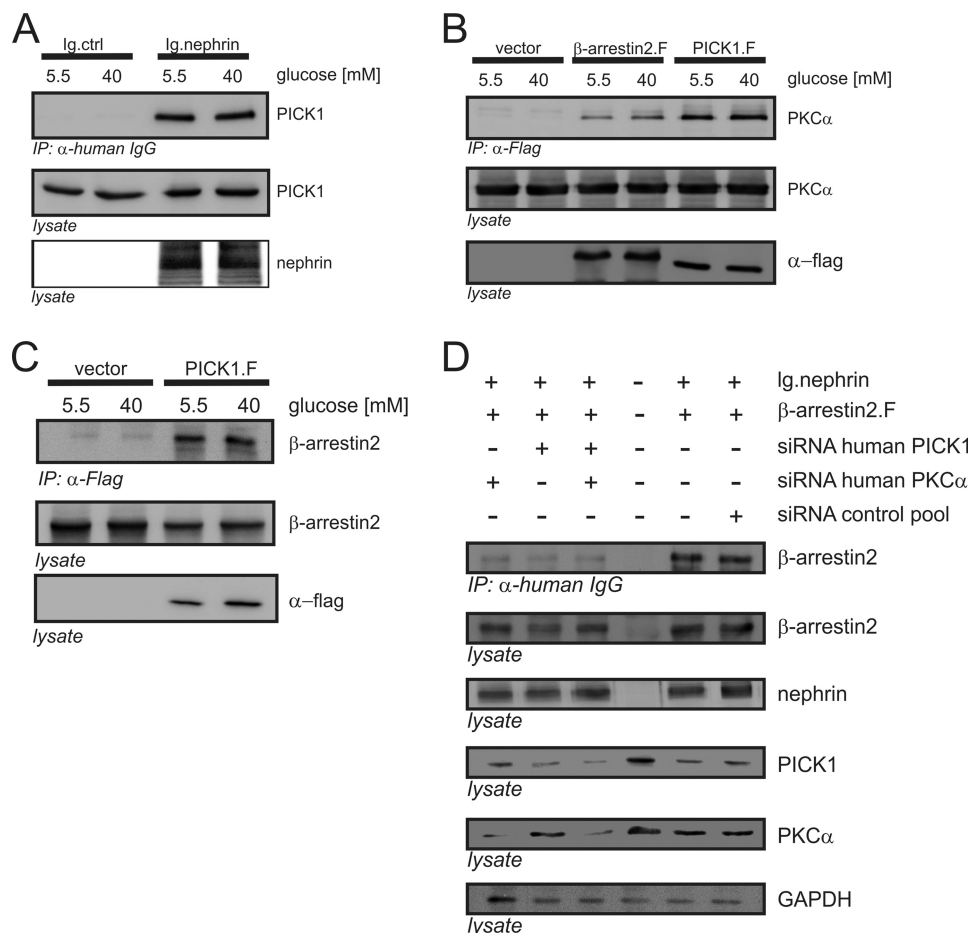 A
Ig.ctrl Ig.nephrin
5.5 40 5.5 40 glucose [mM]
PICK1
IP: α-human IgG
PICK1
lysate
nephrin
lysate
B
vector β-arrestin2.F PICK1.F
5.5 40 5.5 40 5.5 40 glucose [mM]
PKCα
IP: α-Flag
PKCα
lysate
α–flag
lysate
C
vector PICK1.F
5.5 40 5.5 40 glucose [mM]
β-arrestin2
IP: α-Flag
β-arrestin2
lysate
α–flag
lysate
D
+ + + - + + Ig.nephrin
+ + + - + + β-arrestin2.F
- + + - - - siRNA human PICK1
+ - + - - - siRNA human PKCα
- - - - - + siRNA control pool
β-arrestin2
IP: α-human IgG
β-arrestin2
lysate
nephrin
lysate
PICK1
lysate
PKCα
lysate
GAPDH
lysate